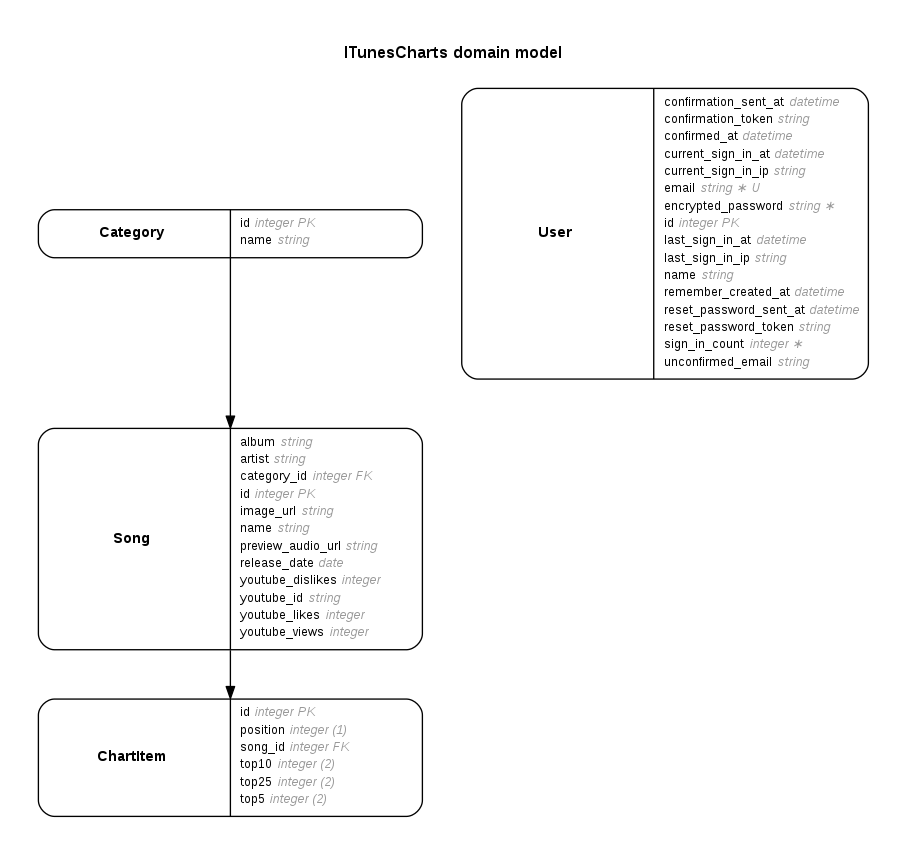 ITunesCharts domain model
Category
id integer PK
name string
User
confirmation_sent_at datetime
confirmation_token string
confirmed_at datetime
current_sign_in_at datetime
current_sign_in_ip string
email string ∗ U
encrypted_password string ∗
id integer PK
last_sign_in_at datetime
last_sign_in_ip string
name string
remember_created_at datetime
reset_password_sent_at datetime
reset_password_token string
sign_in_count integer ∗
unconfirmed_email string
Song
album string
artist string
category_id integer FK
id integer PK
image_url string
name string
preview_audio_url string
release_date date
youtube_dislikes integer
youtube_id string
youtube_likes integer
youtube_views integer
ChartItem
id integer PK
position integer (1)
song_id integer FK
top10 integer (2)
top25 integer (2)
top5 integer (2)